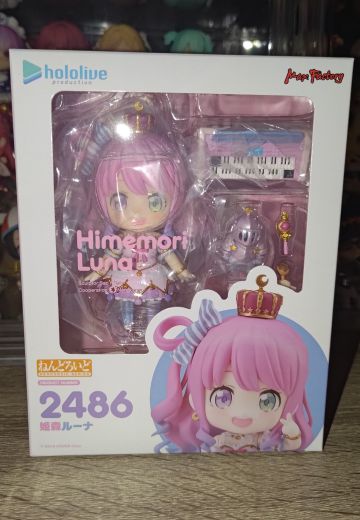 hololive
production
Max Factory
Himemori
Luna
ねんどろいど
2486
姫森ルーナ